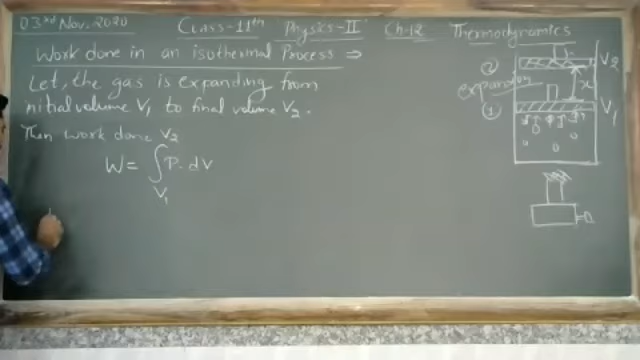 03rd Nov, 2020 Class-11th Physics-II Ch-12 Thermodynamics
Work done in an isothermal Process ⇒
Let, the gas is expanding from
initial volume V1 to final volume V2.
Then work done
W = ∫ P. dV
V2
V1
② V2
expansion x
① V1